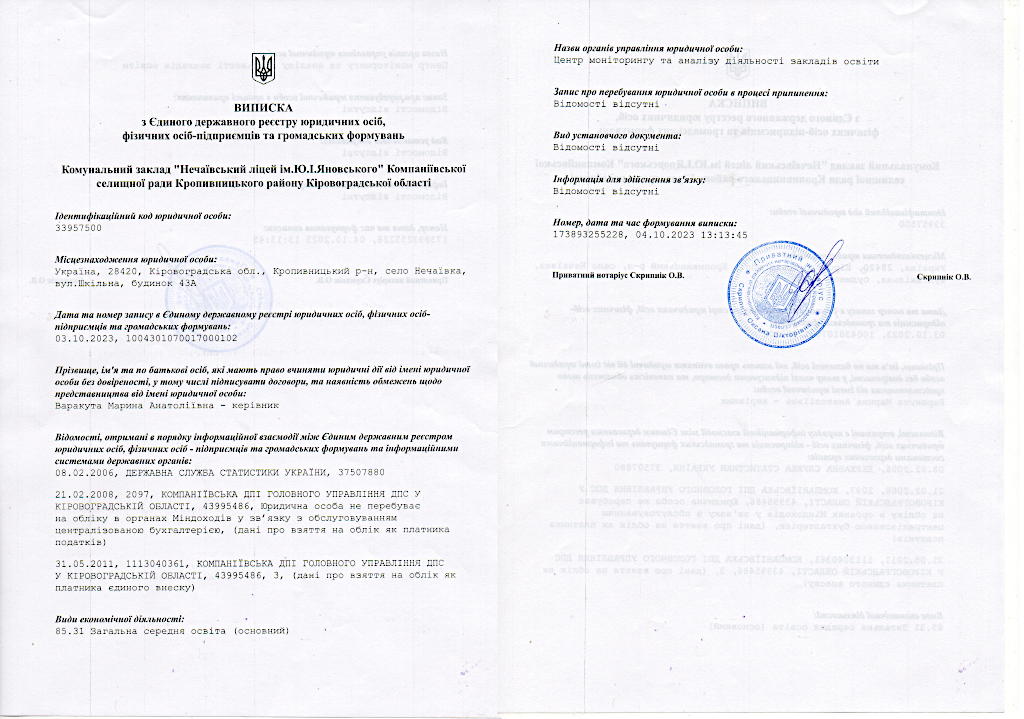 ВИПИСКА
з Єдиного державного реєстру юридичних осіб,
фізичних осіб-підприємців та громадських формувань
Комунальний заклад "Нечаївський ліцей ім.Ю.І.Яновського" Компаніївської
селищної ради Кропивницького району Кіровоградської області
Ідентифікаційний код юридичної особи:
33957500
Місцезнаходження юридичної особи:
Україна, 28420, Кіровоградська обл., Кропивницький р-н, село Нечаївка,
вул.Шкільна, будинок 43А
Дата та номер запису в Єдиному державному реєстрі юридичних осіб, фізичних осіб-
підприємців та громадських формувань:
03.10.2023, 1004301070017000102
Прізвище, ім'я та по батькові осіб, які мають право вчиняти юридичні дії від імені юридичної
особи без довіреності, у тому числі підписувати договори, та наявність обмежень щодо
представництва від імені юридичної особи:
Варакута Марина Анатоліївна - керівник
Відомості, отримані в порядку інформаційної взаємодії між Єдиним державним реєстром
юридичних осіб, фізичних осіб - підприємців та громадських формувань та інформаційними
системами державних органів:
08.02.2006, ДЕРЖАВНА СЛУЖБА СТАТИСТИКИ УКРАЇНИ, 37507880
21.02.2008, 2097, КОМПАНІЇВСЬКА ДПІ ГОЛОВНОГО УПРАВЛІННЯ ДПС У
КІРОВОГРАДСЬКІЙ ОБЛАСТІ, 43995486, Юридична особа не перебуває
на обліку в органах Міндоходів у зв’язку з обслуговуванням
централізованою бухгалтерією, (дані про взяття на облік як платника
податків)
31.05.2011, 1113040361, КОМПАНІЇВСЬКА ДПІ ГОЛОВНОГО УПРАВЛІННЯ ДПС
У КІРОВОГРАДСЬКІЙ ОБЛАСТІ, 43995486, 3, (дані про взяття на облік як
платника єдиного внеску)
Види економічної діяльності:
85.31 Загальна середня освіта (основний)
Назви органів управління юридичної особи:
Центр моніторингу та аналізу діяльності закладів освіти
Запис про перебування юридичної особи в процесі припинення:
Відомості відсутні
Вид установчого документа:
Відомості відсутні
Інформація для здійснення зв'язку:
Відомості відсутні
Номер, дата та час формування виписки:
173893255228, 04.10.2023 13:13:45
Приватний нотаріус Скрипнік О.В.
Скрипнік О.В.
Приватний нотаріус
Скрипнік Оксана Вікторівна